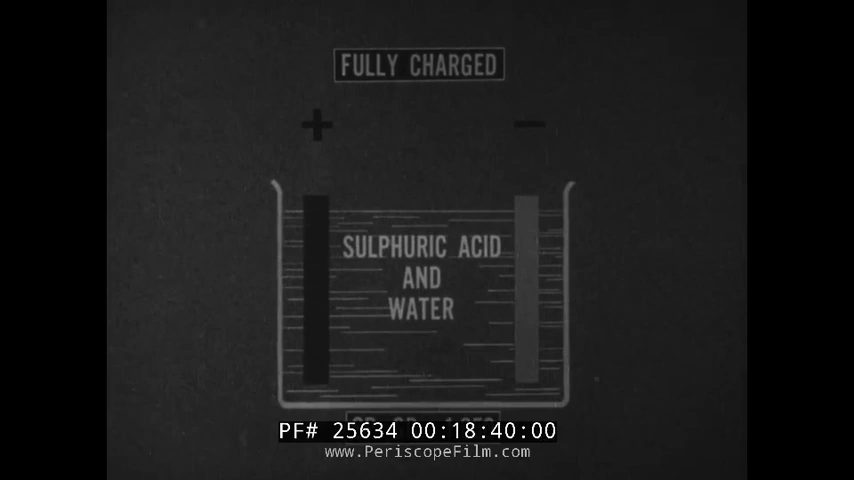 FULLY CHARGED
+ −
SULPHURIC ACID
AND
WATER
PF# 25634 00:18:40:00
www.PeriscopeFilm.com